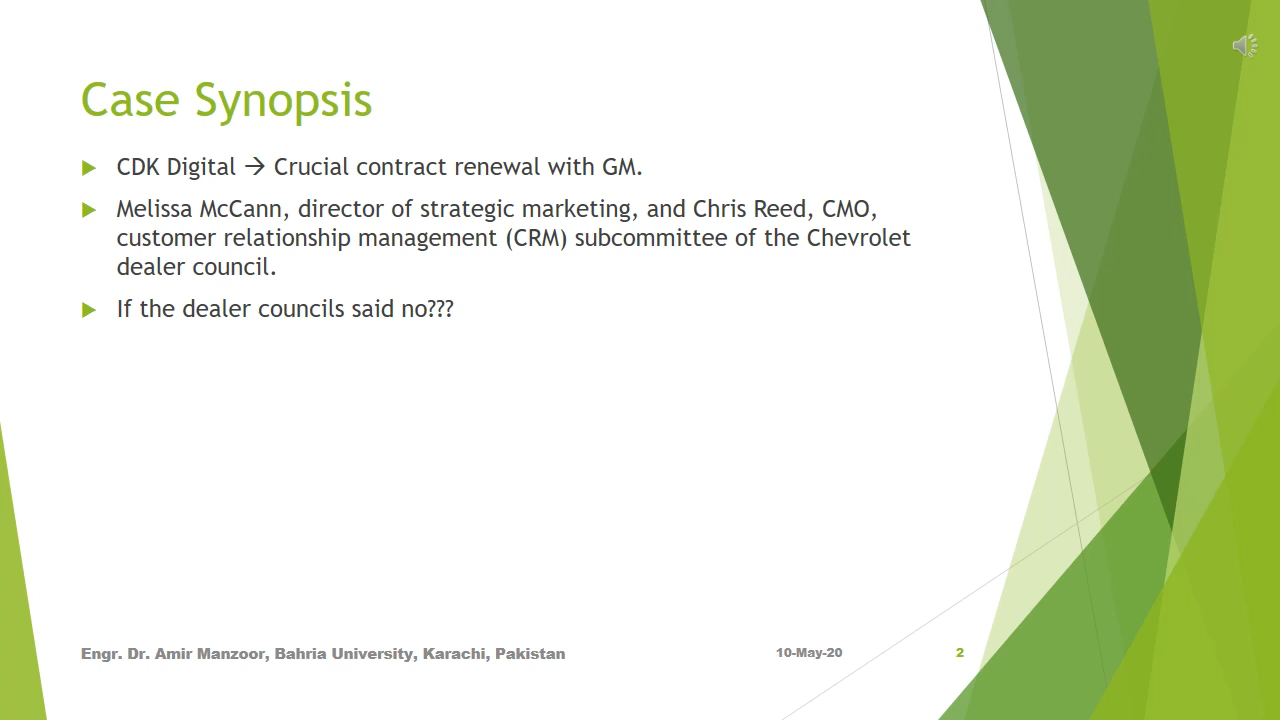 Case Synopsis
CDK Digital → Crucial contract renewal with GM.
Melissa McCann, director of strategic marketing, and Chris Reed, CMO,
customer relationship management (CRM) subcommittee of the Chevrolet
dealer council.
If the dealer councils said no???
Engr. Dr. Amir Manzoor, Bahria University, Karachi, Pakistan
10-May-20
2